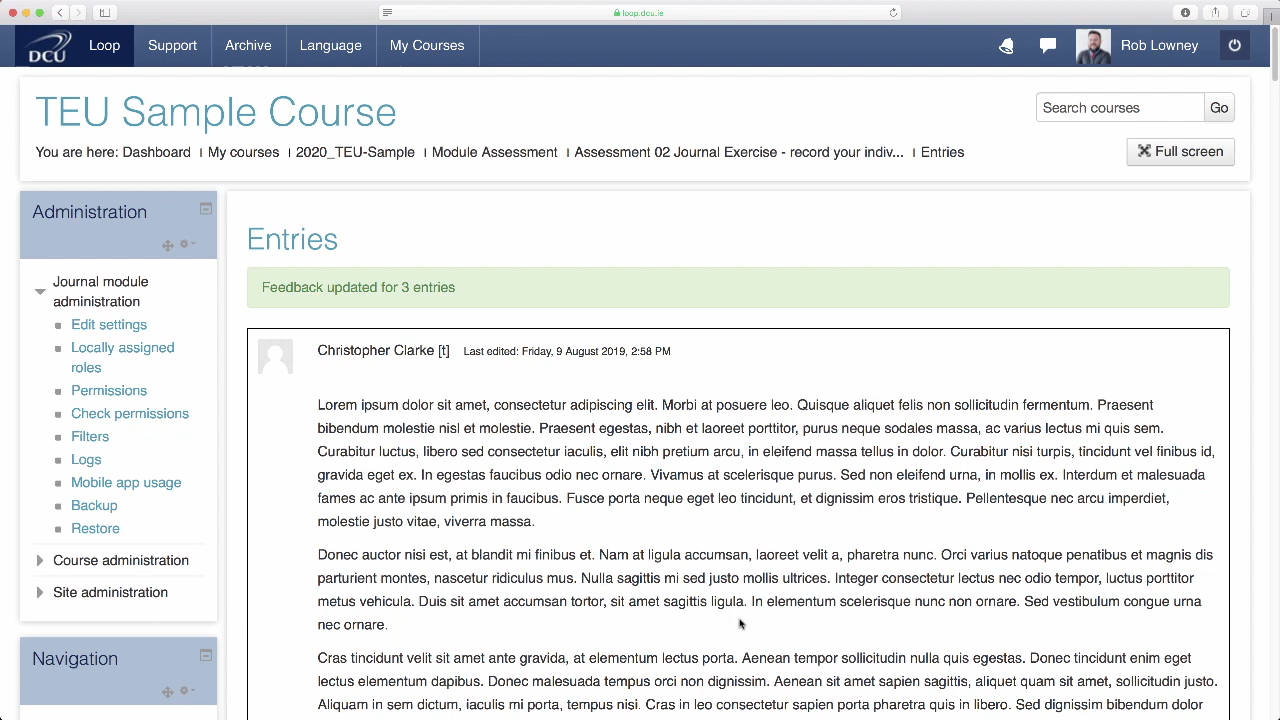 loop.dcu.ie
DCU
Loop
Support
Archive
Language
My Courses
Rob Lowney
TEU Sample Course
Search courses
Go
You are here: Dashboard
My courses
2020_TEU-Sample
Module Assessment
Assessment 02 Journal Exercise - record your indiv...
Entries
Full screen
Administration
Journal module
administration
Edit settings
Locally assigned
roles
Permissions
Check permissions
Filters
Logs
Mobile app usage
Backup
Restore
Course administration
Site administration
Navigation
Entries
Feedback updated for 3 entries
Christopher Clarke [t] Last edited: Friday, 9 August 2019, 2:58 PM
Lorem ipsum dolor sit amet, consectetur adipiscing elit. Morbi at posuere leo. Quisque aliquet felis non sollicitudin fermentum. Praesent
bibendum molestie nisl et molestie. Praesent egestas, nibh et laoreet porttitor, purus neque sodales massa, ac varius lectus mi quis sem.
Curabitur luctus, libero sed consectetur iaculis, elit nibh pretium arcu, in eleifend massa tellus in dolor. Curabitur nisi turpis, tincidunt vel finibus id,
gravida eget ex. In egestas faucibus odio nec ornare. Vivamus at scelerisque purus. Sed non eleifend urna, in mollis ex. Interdum et malesuada
fames ac ante ipsum primis in faucibus. Fusce porta neque eget leo tincidunt, et dignissim eros tristique. Pellentesque nec arcu imperdiet,
molestie justo vitae, viverra massa.
Donec auctor nisi est, at blandit mi finibus et. Nam at ligula accumsan, laoreet velit a, pharetra nunc. Orci varius natoque penatibus et magnis dis
parturient montes, nascetur ridiculus mus. Nulla sagittis mi sed justo mollis ultrices. Integer consectetur lectus nec odio tempor, luctus porttitor
metus vehicula. Duis sit amet accumsan tortor, sit amet sagittis ligula. In elementum scelerisque nunc non ornare. Sed vestibulum congue urna
nec ornare.
Cras tincidunt velit sit amet ante gravida, at elementum lectus porta. Aenean tempor sollicitudin nulla quis egestas. Donec tincidunt enim eget
lectus elementum dapibus. Donec malesuada tempus orci non dignissim. Aenean sit amet sapien sagittis, aliquet quam sit amet, sollicitudin justo.
Aliquam in sem dictum, iaculis mi porta, tempus nisi. Cras in leo consectetur sapien porta pharetra quis in libero. Sed dignissim bibendum dolor